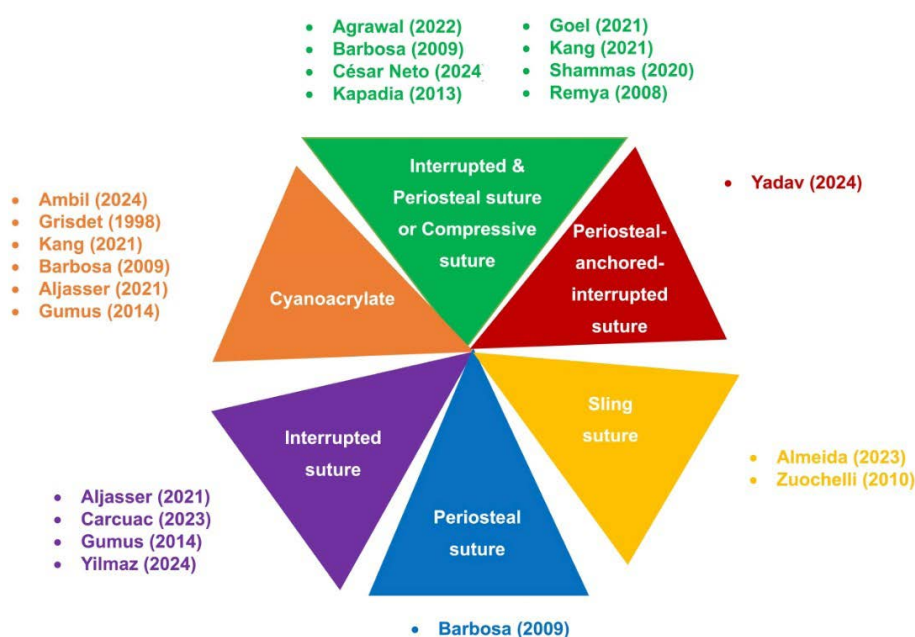 • Agrawal (2022)
• Barbosa (2009)
• César Neto (2024
• Kapadia (2013)
• Goel (2021)
• Kang (2021)
• Shammas (2020)
• Remya (2008)
Interrupted &
Periosteal suture
or Compressive
suture
• Yadav (2024)
Periosteal-
anchored-
interrupted
suture
• Ambil (2024)
• Grisdet (1998)
• Kang (2021)
• Barbosa (2009)
• Aljasser (2021)
• Gumus (2014)
Cyanoacrylate
Sling
suture
• Almeida (2023)
• Zuochelli (2010)
Interrupted
suture
• Aljasser (2021)
• Carcuac (2023)
• Gumus (2014)
• Yilmaz (2024)
Periosteal
suture
• Barbosa (2009)